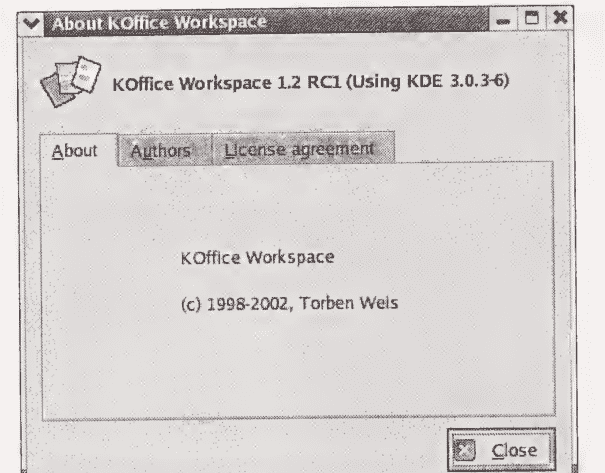 About KOffice Workspace
KOffice Workspace 1.2 RC1 (Using KDE 3.0.3-6)
About Authors License agreement
KOffice Workspace
(c) 1998-2002, Torben Weis
Close